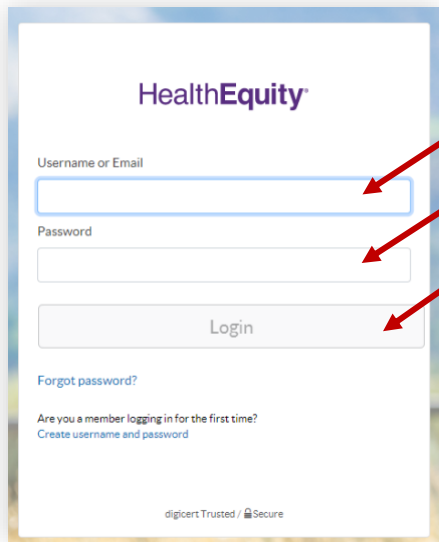 HealthEquity®
Username or Email
Password
Login
Forgot password?
Are you a member logging in for the first time?
Create username and password
digicert Trusted / Secure